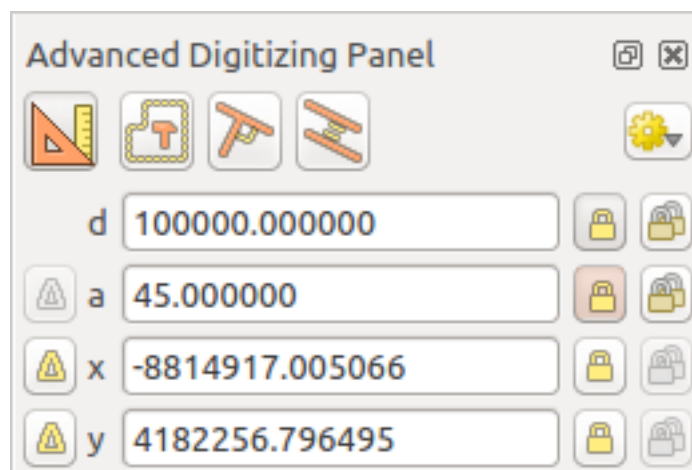 Advanced Digitizing Panel
d 100000.000000
a 45.000000
x -8814917.005066
y 4182256.796495